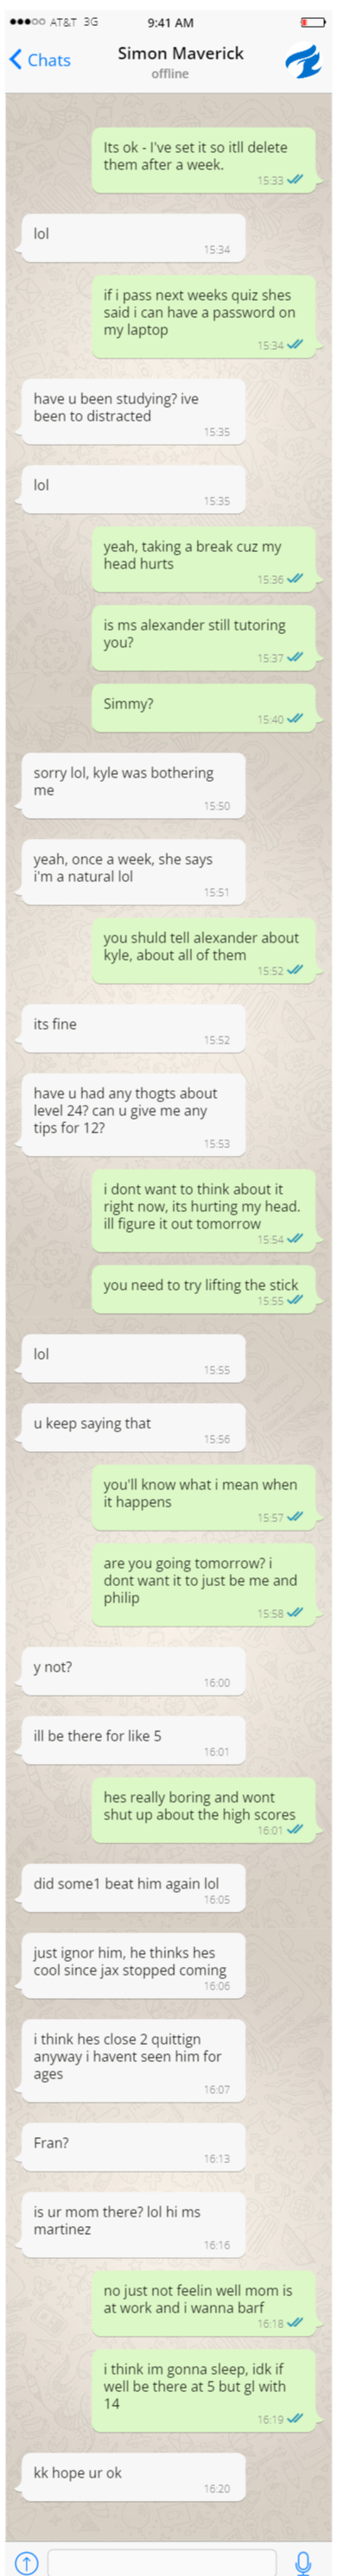 AT&T 3G 9:41 AM
Chats Simon Maverick
offline
Its ok - I've set it so itll delete
them after a week.
15:33
lol
15:34
if i pass next weeks quiz shes
said i can have a password on
my laptop
15:34
have u been studying? ive
been to distracted
15:35
lol
15:35
yeah, taking a break cuz my
head hurts
15:36
is ms alexander still tutoring
you?
15:37
Simmy?
15:40
sorry lol, kyle was bothering
me
15:50
yeah, once a week, she says
i'm a natural lol
15:51
you shuld tell alexander about
kyle, about all of them
15:52
its fine
15:52
have u had any thogts about
level 24? can u give me any
tips for 12?
15:53
i dont want to think about it
right now, its hurting my head.
ill figure it out tomorrow
15:54
you need to try lifting the stick
15:55
lol
15:55
u keep saying that
15:56
you'll know what i mean when
it happens
15:57
are you going tomorrow? i
dont want it to just be me and
philip
15:58
y not?
16:00
ill be there for like 5
16:01
hes really boring and wont
shut up about the high scores
16:01
did some1 beat him again lol
16:05
just ignor him, he thinks hes
cool since jax stopped coming
16:06
i think hes close 2 quittign
anyway i havent seen him for
ages
16:07
Fran?
16:13
is ur mom there? lol hi ms
martinez
16:16
no just not feelin well mom is
at work and i wanna barf
16:18
i think im gonna sleep, idk if
well be there at 5 but gl with
14
16:19
kk hope ur ok
16:20